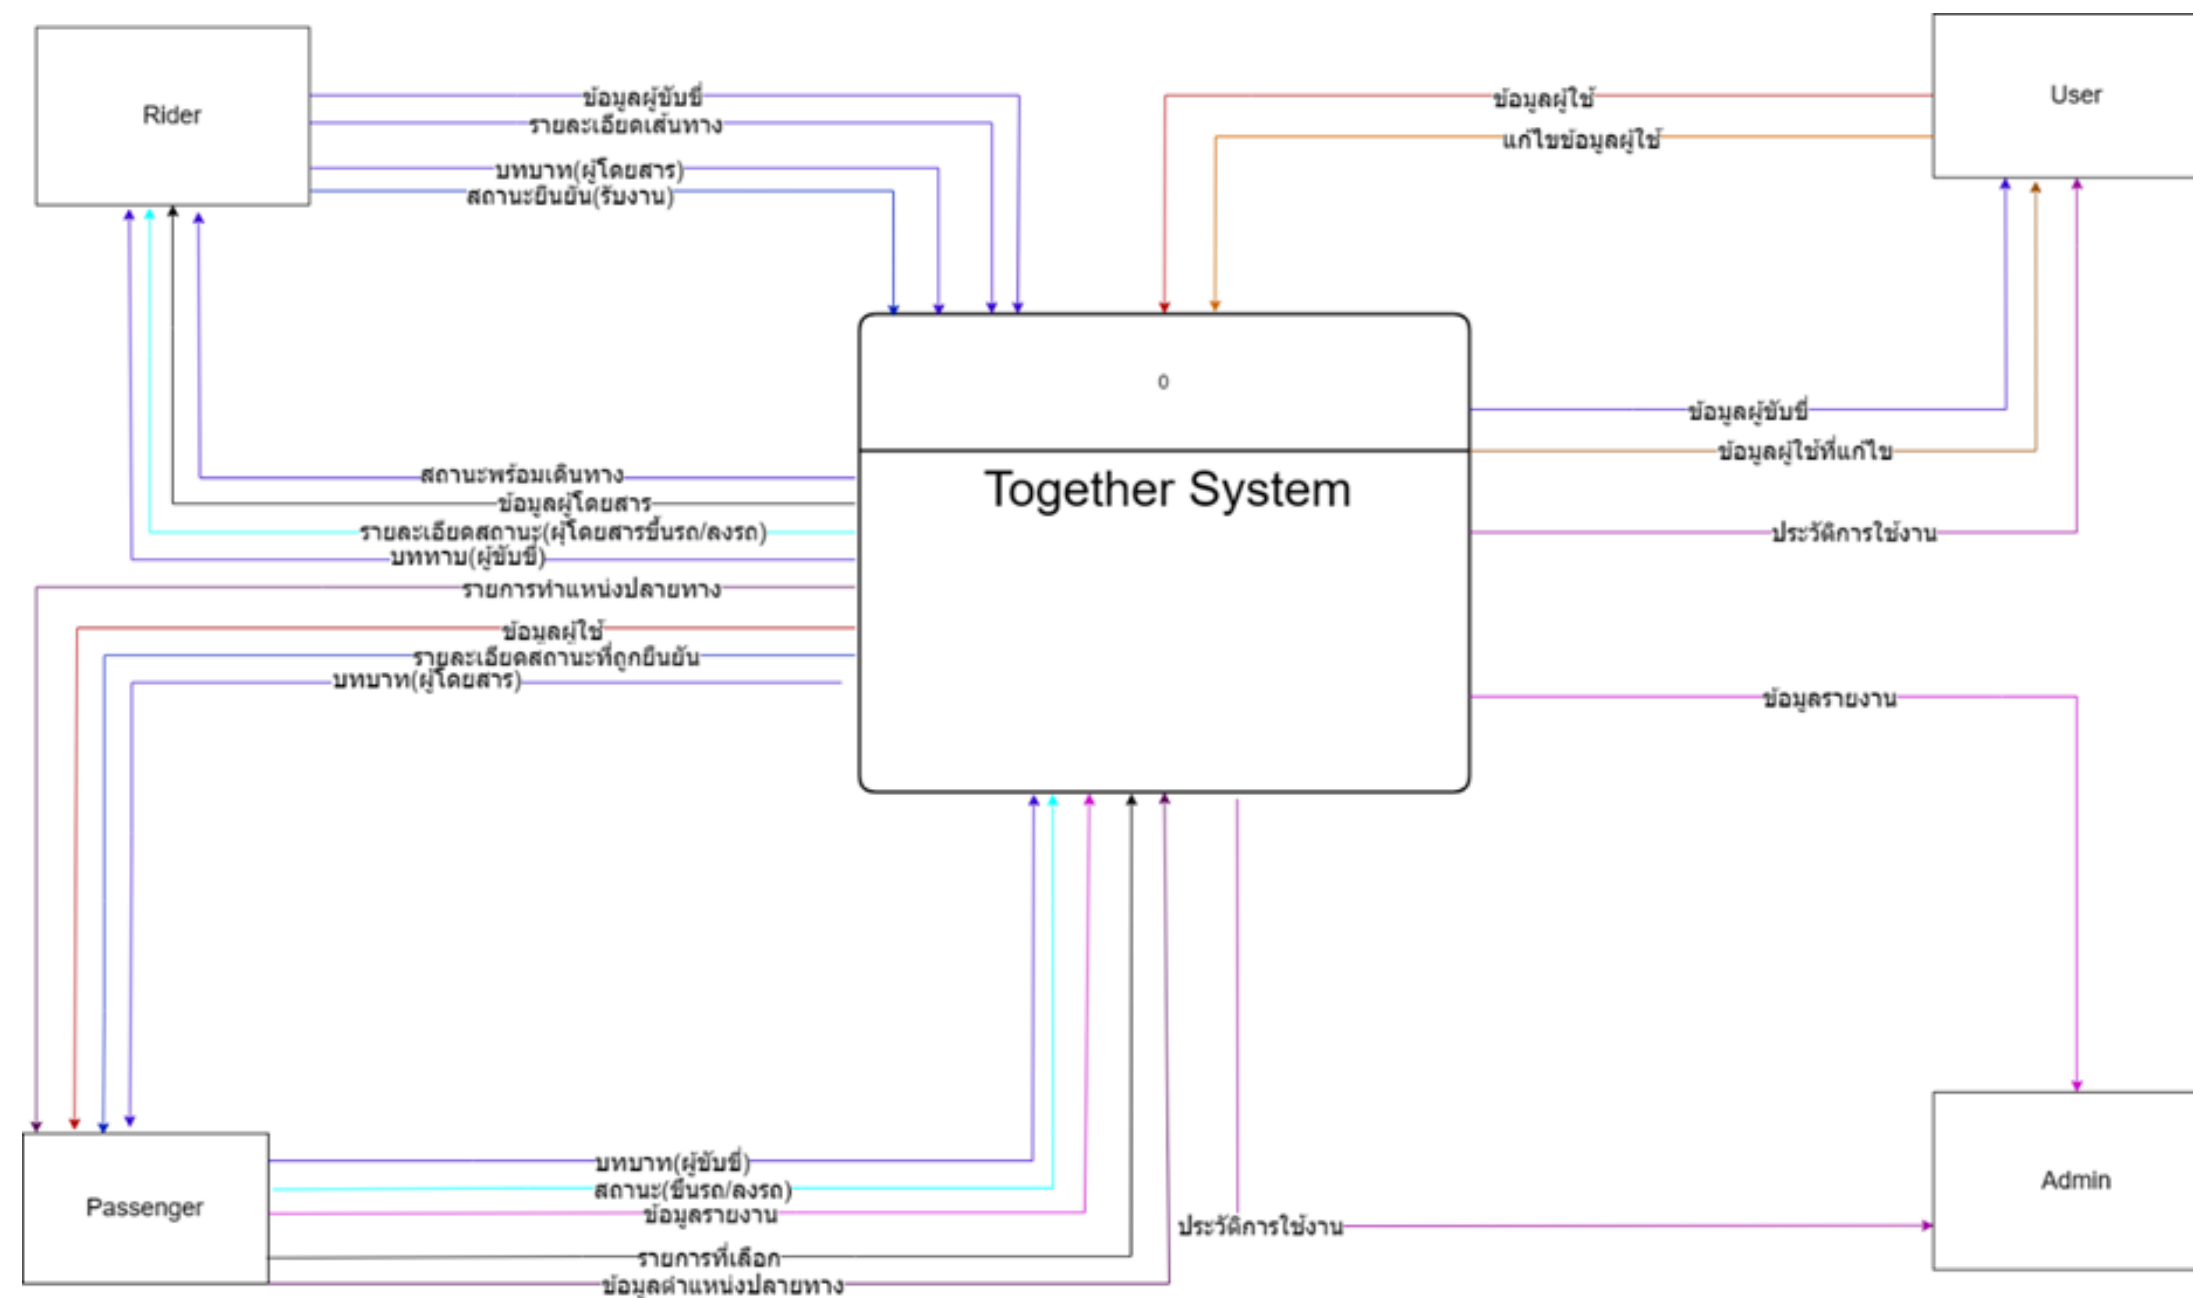 Rider
ข้อมูลผู้ขับขี่
รายละเอียดเส้นทาง
บทบาท(ผู้โดยสาร)
สถานะยืนยัน(รับงาน)
ข้อมูลผู้ใช้
แก้ไขข้อมูลผู้ใช้
User
0
Together System
ข้อมูลผู้ขับขี่
ข้อมูลผู้ใช้ที่แก้ไข
ประวัติการใช้งาน
สถานะพร้อมเดินทาง
ข้อมูลผู้โดยสาร
รายละเอียดสถานะ(ผุ้โดยสารขึ้นรถ/ลงรถ)
บททาบ(ผู้ขับขี่)
รายการทำแหน่งปลายทาง
ข้อมูลผู้ใช้
รายละเอียดสถานะที่ถูกยืนยัน
บทบาท(ผู้โดยสาร)
ข้อมูลรายงาน
Passenger
บทบาท(ผู้ขับขี่)
สถานะ(ขึ้นรถ/ลงรถ)
ข้อมูลรายงาน
รายการที่เลือก
ข้อมูลตำแหน่งปลายทาง
ประวัติการใช้งาน
Admin